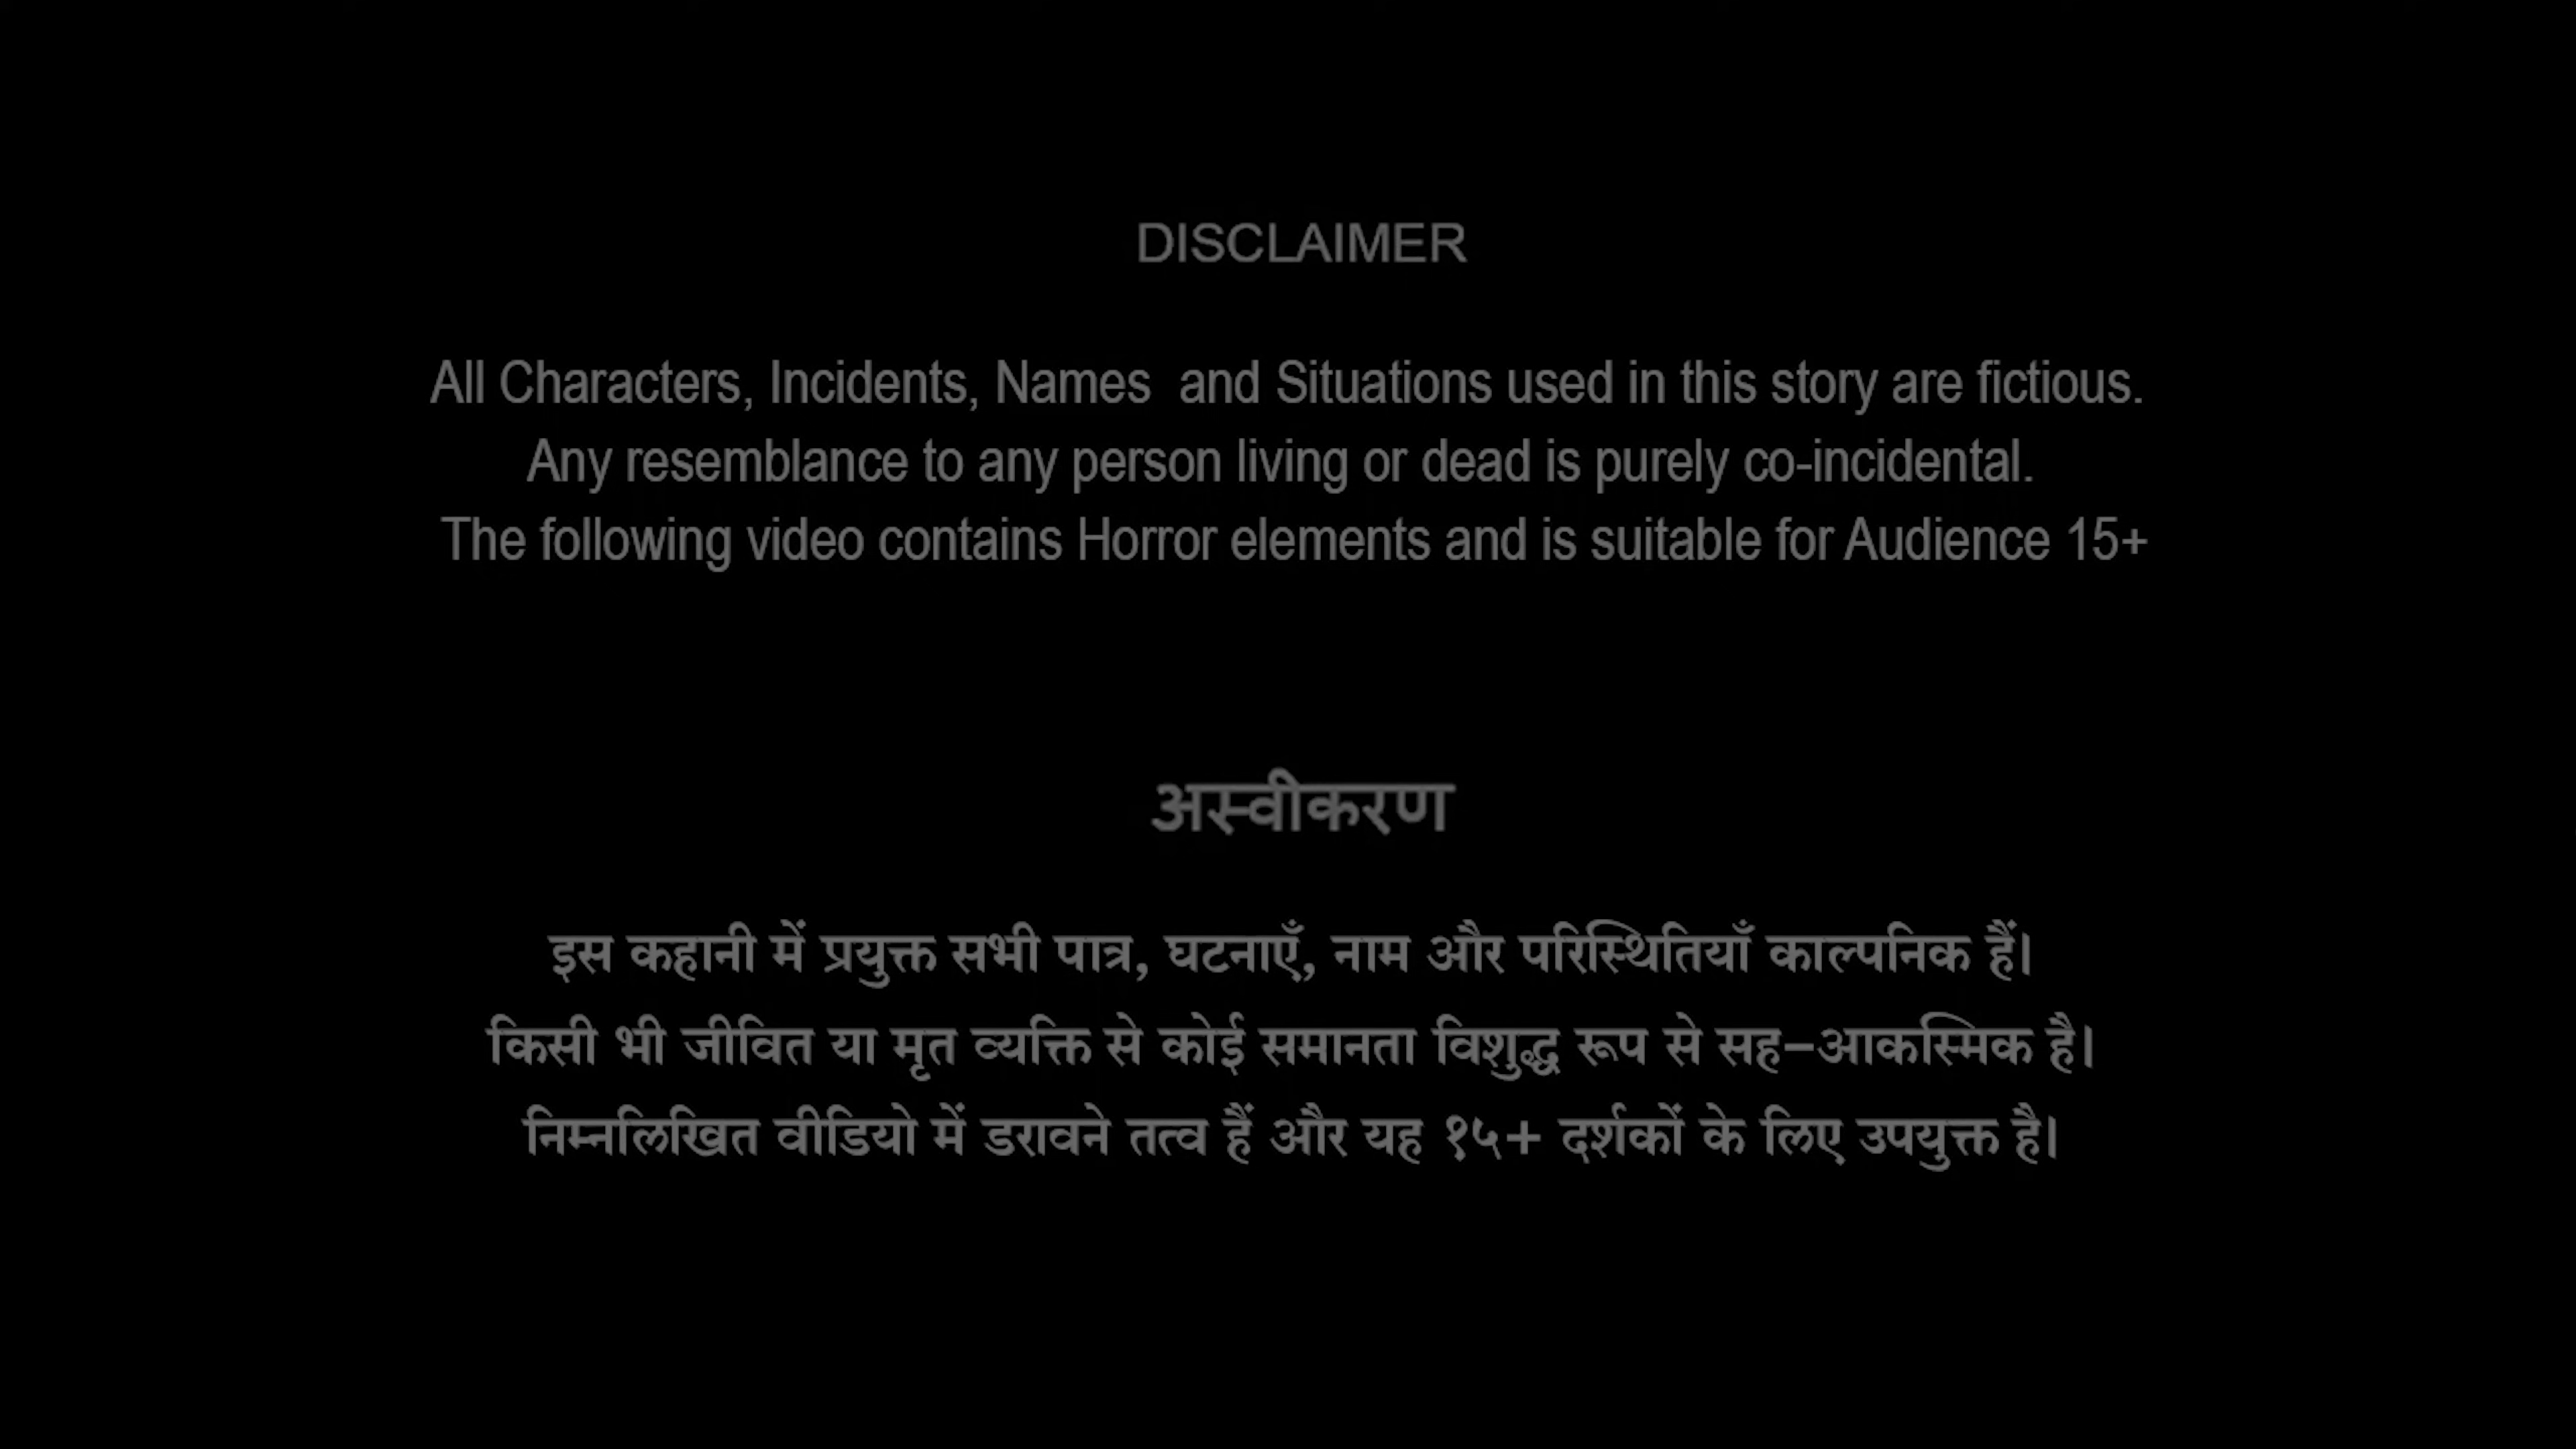 DISCLAIMER
All Characters, Incidents, Names and Situations used in this story are fictious.
Any resemblance to any person living or dead is purely co-incidental.
The following video contains Horror elements and is suitable for Audience 15+
अस्वीकरण
इस कहानी में प्रयुक्त सभी पात्र, घटनाएँ, नाम और परिस्थितियाँ काल्पनिक हैं।
किसी भी जीवित या मृत व्यक्ति से कोई समानता विशुद्ध रूप से सह-आकस्मिक है।
निम्नलिखित वीडियो में डरावने तत्व हैं और यह १५+ दर्शकों के लिए उपयुक्त है।